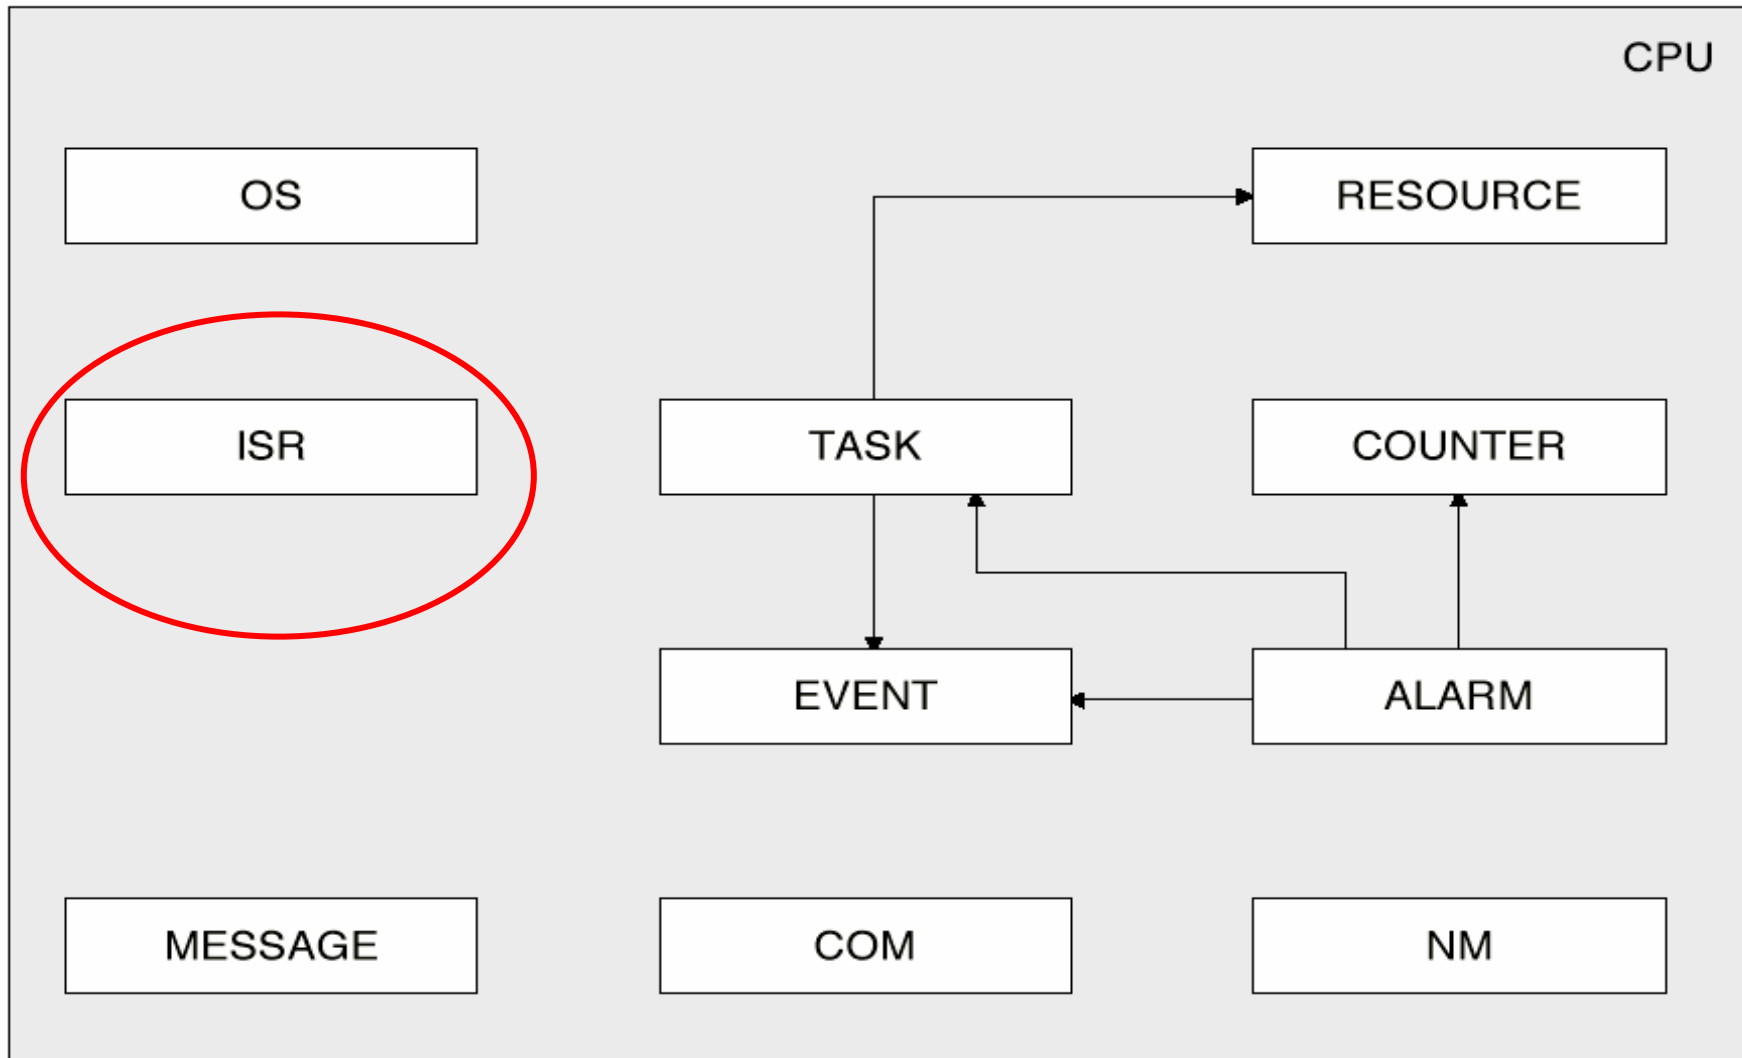 CPU
OS
RESOURCE
ISR
TASK
COUNTER
EVENT
ALARM
MESSAGE
COM
NM